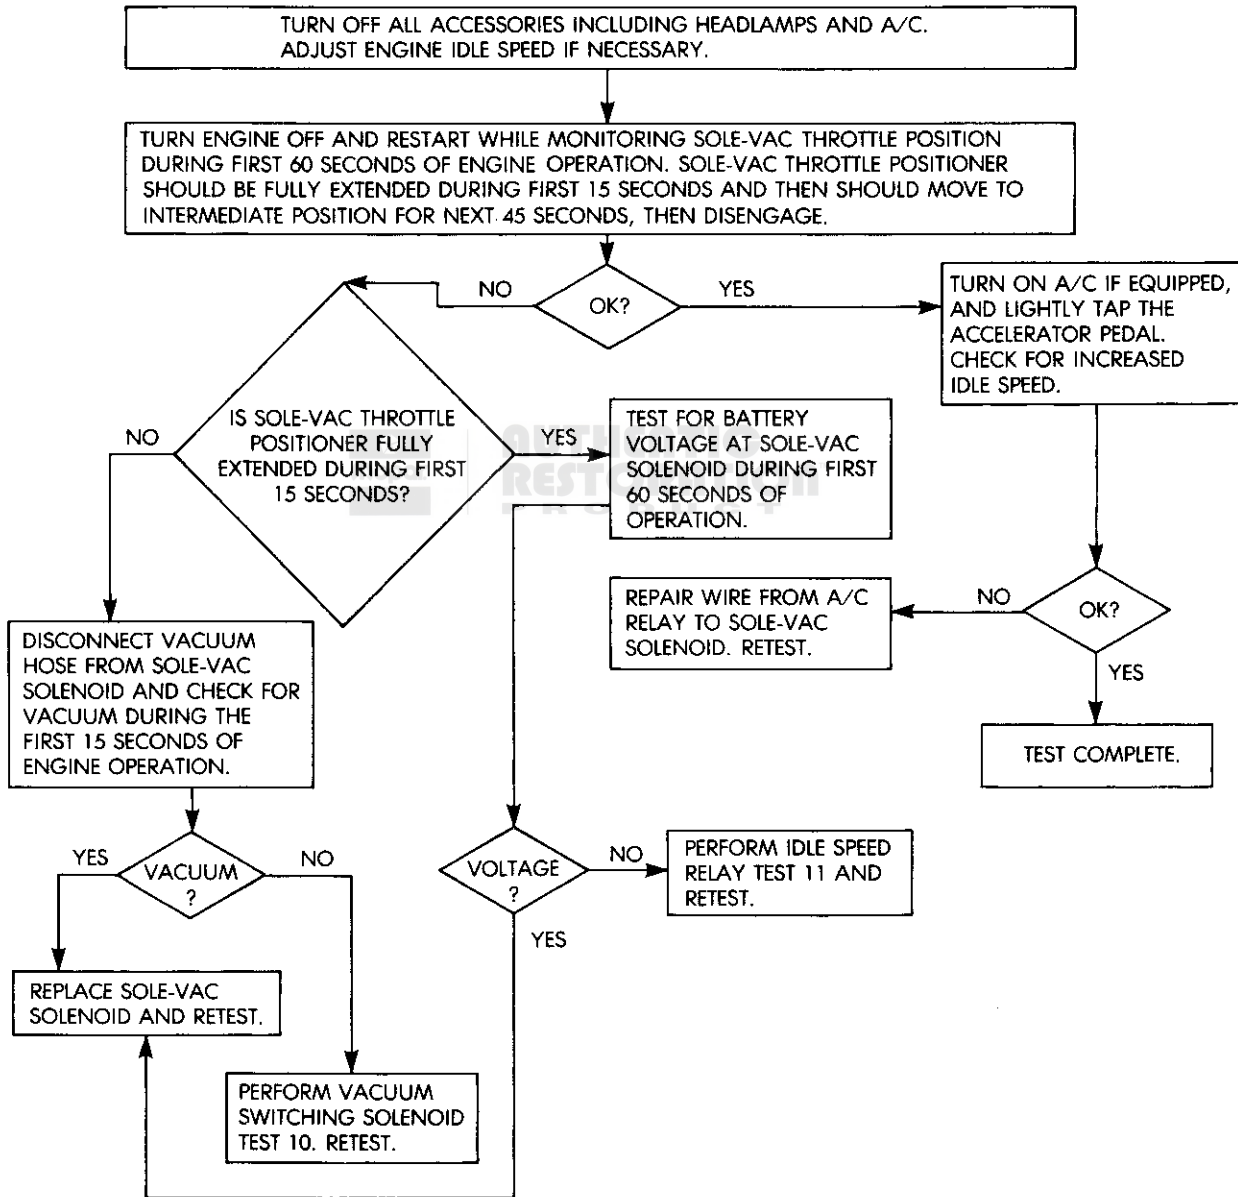 TURN OFF ALL ACCESSORIES INCLUDING HEADLAMPS AND A/C.
ADJUST ENGINE IDLE SPEED IF NECESSARY.
TURN ENGINE OFF AND RESTART WHILE MONITORING SOLE-VAC THROTTLE POSITION
DURING FIRST 60 SECONDS OF ENGINE OPERATION. SOLE-VAC THROTTLE POSITIONER
SHOULD BE FULLY EXTENDED DURING FIRST 15 SECONDS AND THEN SHOULD MOVE TO
INTERMEDIATE POSITION FOR NEXT 45 SECONDS, THEN DISENGAGE.
NO
OK?
YES
TURN ON A/C IF EQUIPPED,
AND LIGHTLY TAP THE
ACCELERATOR PEDAL.
CHECK FOR INCREASED
IDLE SPEED.
NO
IS SOLE-VAC THROTTLE
POSITIONER FULLY
EXTENDED DURING FIRST
15 SECONDS?
YES
TEST FOR BATTERY
VOLTAGE AT SOLE-VAC
SOLENOID DURING FIRST
60 SECONDS OF
OPERATION.
AUTHENTIC
RESTORATION
REPAIR WIRE FROM A/C
RELAY TO SOLE-VAC
SOLENOID. RETEST.
NO
OK?
YES
TEST COMPLETE.
DISCONNECT VACUUM
HOSE FROM SOLE-VAC
SOLENOID AND CHECK FOR
VACUUM DURING THE
FIRST 15 SECONDS OF
ENGINE OPERATION.
YES
VACUUM
?
NO
VOLTAGE
?
NO
YES
PERFORM IDLE SPEED
RELAY TEST 11 AND
RETEST.
REPLACE SOLE-VAC
SOLENOID AND RETEST.
PERFORM VACUUM
SWITCHING SOLENOID
TEST 10. RETEST.